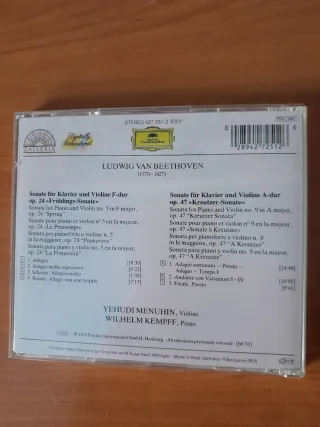 GALLERIA
Digitally Remastered
STEREO 427 251-2
LUDWIG VAN BEETHOVEN
(1770–1827)
Sonate für Klavier und Violine F-dur
op. 24 «Frühlings-Sonate»
Sonata for Piano and Violin no. 5 in F major,
op. 24 "Spring"
Sonate pour piano et violon nº 5 en fa majeur,
op. 24 «Le Printemps»
Sonata per pianoforte e violino n. 5
in fa maggiore, op. 24 "Primavera"
Sonata para piano y violín no. 5 en fa mayor,
op. 24 "La Primavera"
1. Allegro
2. Adagio molto espressivo
3. Scherzo. Allegro molto
4. Rondo. Allegro ma non troppo
Sonate für Klavier und Violine A-dur
op. 47 «Kreutzer-Sonate»
Sonata for Piano and Violin no. 9 in A major,
op. 47 "Kreutzer Sonata"
Sonate pour piano et violon nº 9 en la majeur,
op. 47 «Sonate à Kreutzer»
Sonata per pianoforte e violino n. 9
in la maggiore, op. 47 "A Kreutzer"
Sonata para piano y violín no. 9 en la mayor,
op. 47 "A Kreutzer"
1. Adagio sostenuto – Presto –
Adagio – Tempo I
2. Andante con Variazioni I–IV
3. Finale. Presto
YEHUDI MENUHIN, Violine
WILHELM KEMPFF, Piano